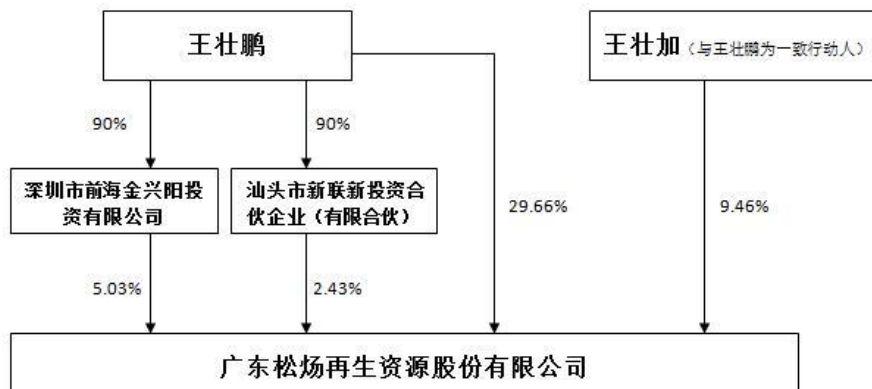 王壮鹏
王壮加（与王壮鹏为一致行动人）
90%
90%
深圳市前海金兴阳投
资有限公司
汕头市新联新投资合
伙企业（有限合伙）
29.66%
9.46%
5.03%
2.43%
广东松炀再生资源股份有限公司